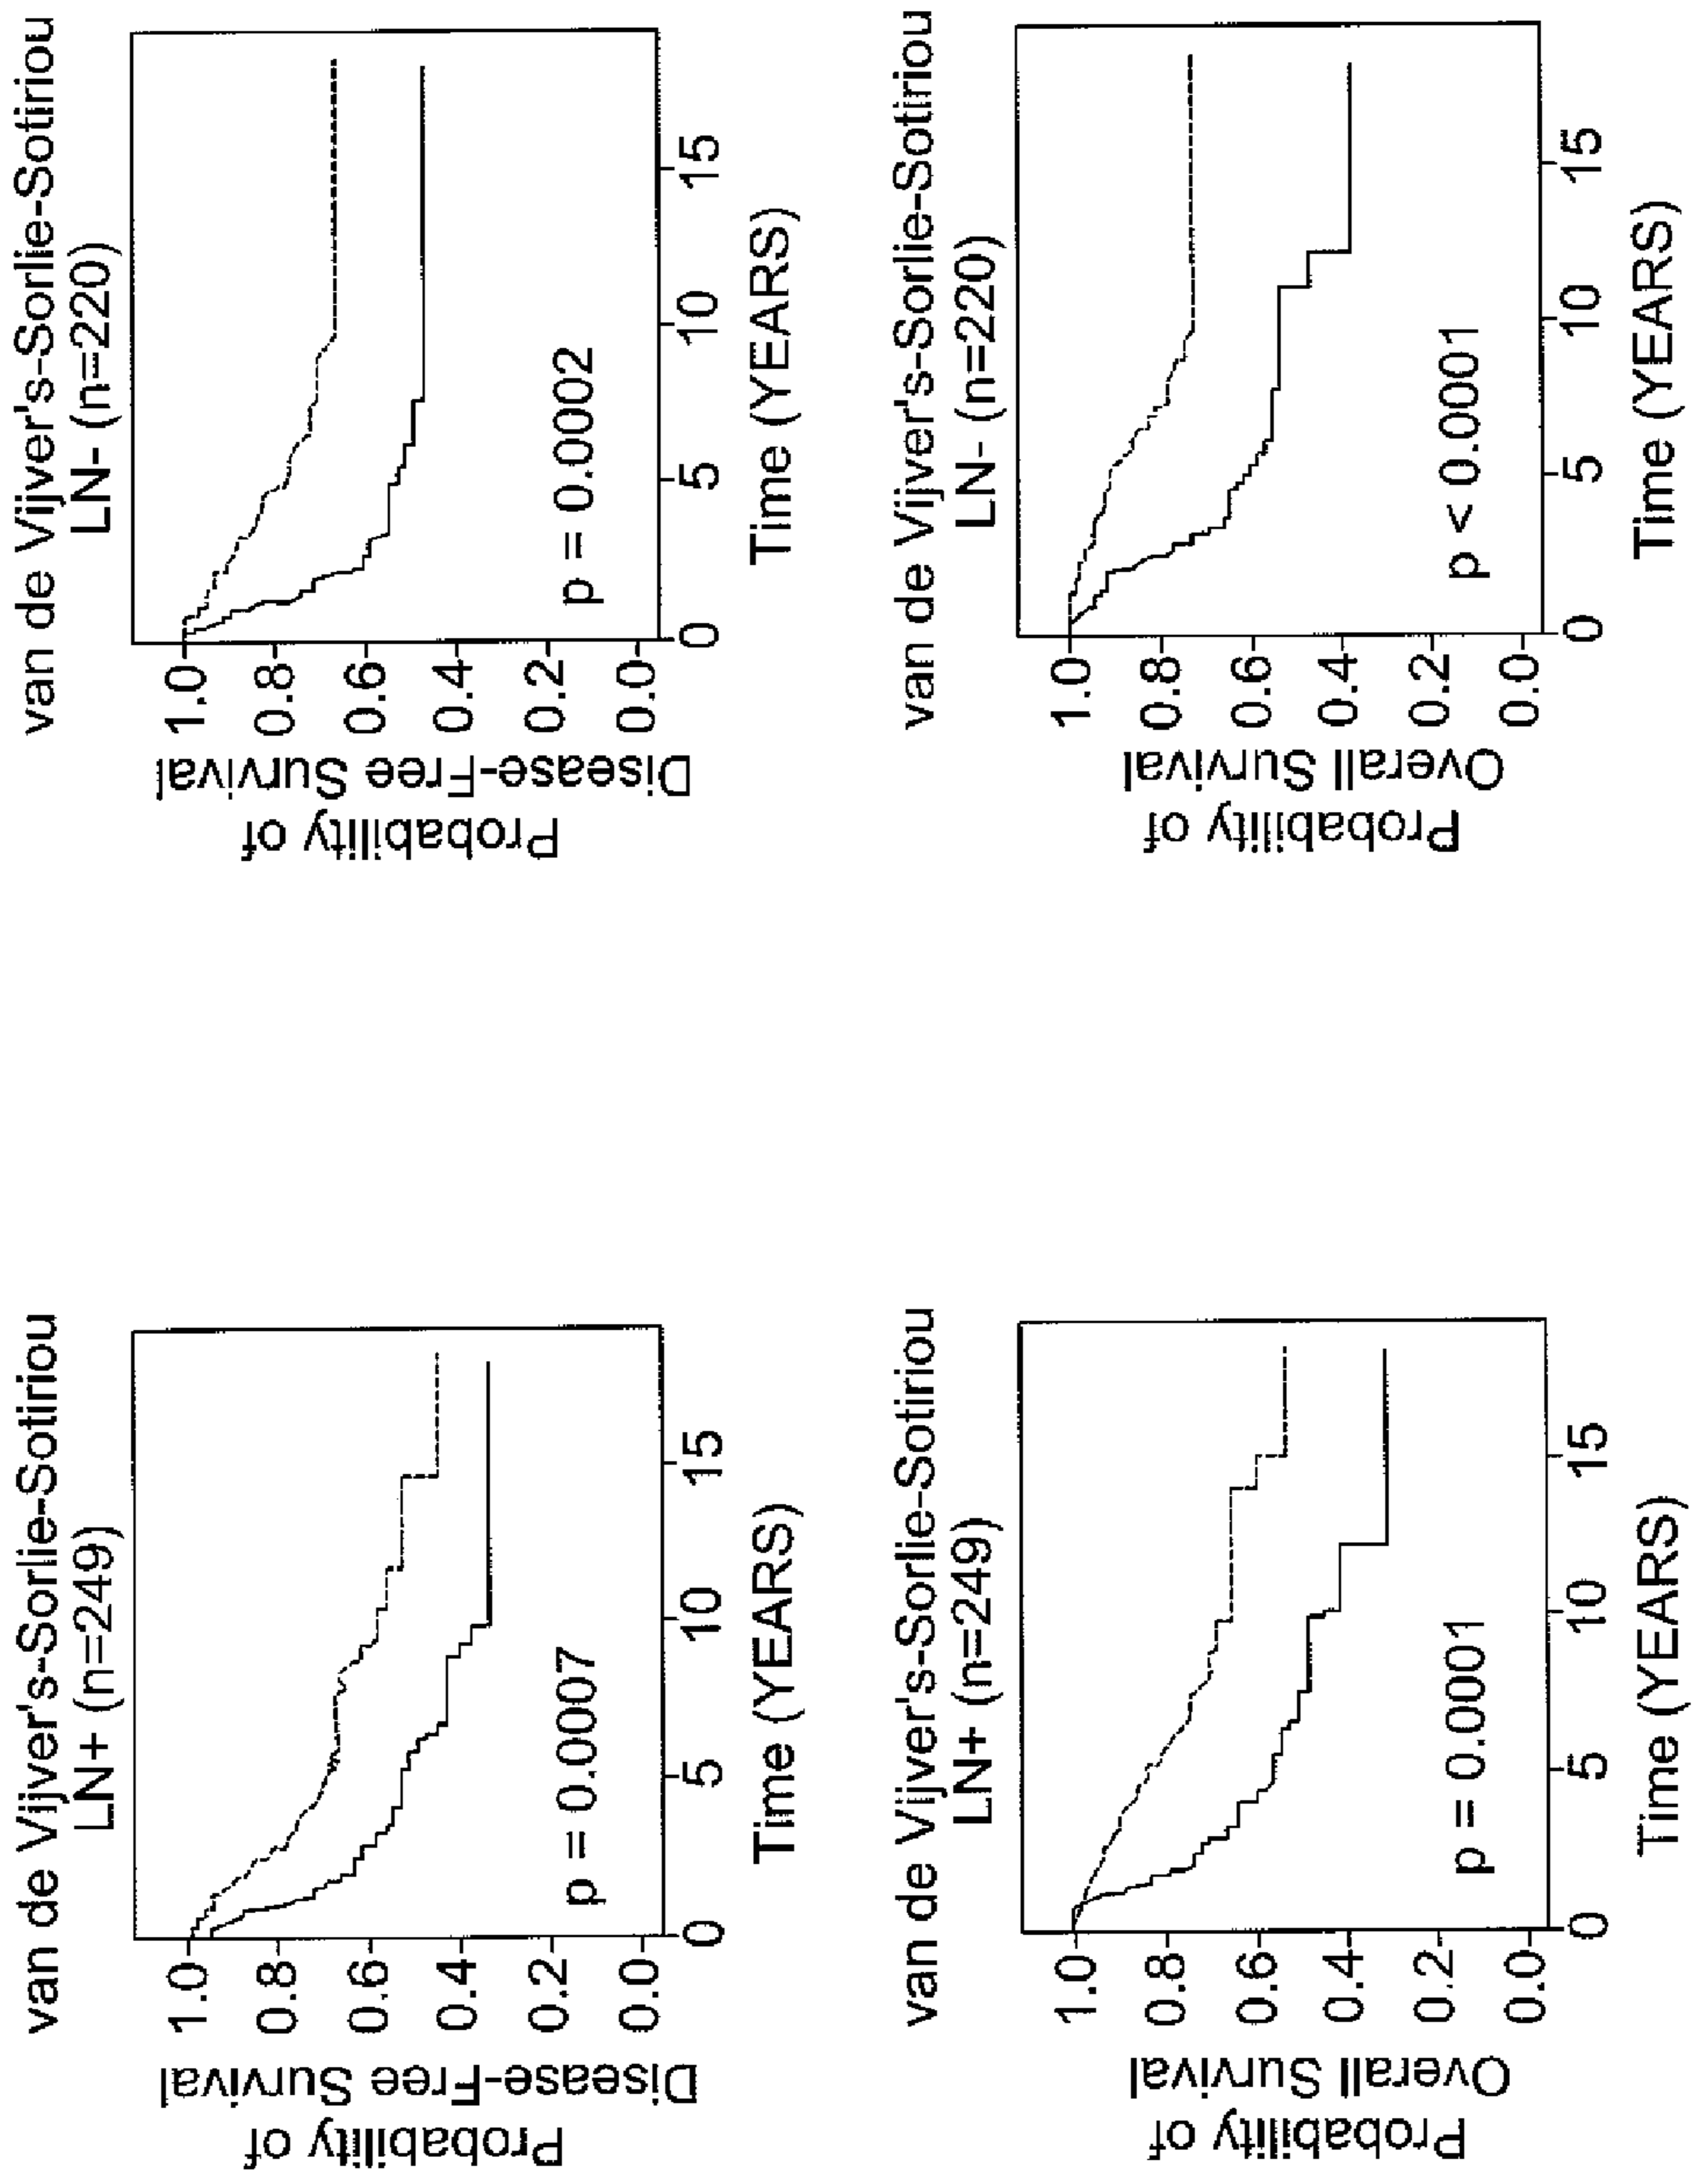 van de Vijver's-Sorlie-Sotiriou
LN+ (n=249)
Probability of
Disease-Free Survival
1.0
0.8
0.6
0.4
0.2
0.0
p = 0.0007
0 5 10 15
Time (YEARS)
van de Vijver's-Sorlie-Sotiriou
LN- (n=220)
Probability of
Disease-Free Survival
1.0
0.8
0.6
0.4
0.2
0.0
p = 0.0002
0 5 10 15
Time (YEARS)
van de Vijver's-Sorlie-Sotiriou
LN+ (n=249)
Probability of
Overall Survival
1.0
0.8
0.6
0.4
0.2
0.0
p = 0.0001
0 5 10 15
Time (YEARS)
van de Vijver's-Sorlie-Sotiriou
LN- (n=220)
Probability of
Overall Survival
1.0
0.8
0.6
0.4
0.2
0.0
p < 0.0001
0 5 10 15
Time (YEARS)